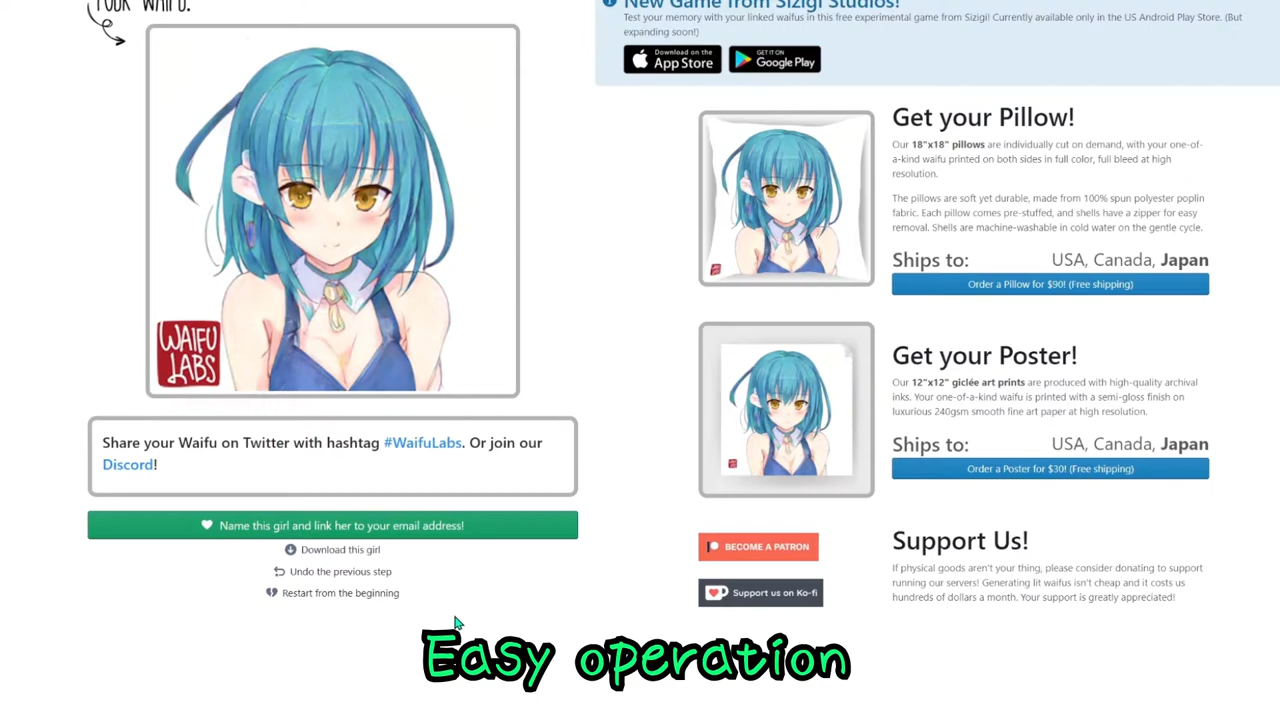 YOUR WAIFU.
WAIFU
LABS
Share your Waifu on Twitter with hashtag #WaifuLabs. Or join our
Discord!
Name this girl and link her to your email address!
Download this girl
Undo the previous step
Restart from the beginning
New Game from Sizigi Studios!
Test your memory with your linked waifus in this free experimental game from Sizigi! Currently available only in the US Android Play Store. (But
expanding soon!)
Download on the
App Store
GET IT ON
Google Play
Get your Pillow!
Our 18"x18" pillows are individually cut on demand, with your one-of-
a-kind waifu printed on both sides in full color, full bleed at high
resolution.
The pillows are soft yet durable, made from 100% spun polyester poplin
fabric. Each pillow comes pre-stuffed, and shells have a zipper for easy
removal. Shells are machine-washable in cold water on the gentle cycle.
Ships to: USA, Canada, Japan
Order a Pillow for $90! (Free shipping)
Get your Poster!
Our 12"x12" giclée art prints are produced with high-quality archival
inks. Your one-of-a-kind waifu is printed with a semi-gloss finish on
luxurious 240gsm smooth fine art paper at high resolution.
Ships to: USA, Canada, Japan
Order a Poster for $30! (Free shipping)
BECOME A PATRON
Support us on Ko-fi
Support Us!
If physical goods aren't your thing, please consider donating to support
running our servers! Generating lit waifus isn't cheap and it costs us
hundreds of dollars a month. Your support is greatly appreciated!
Easy operation